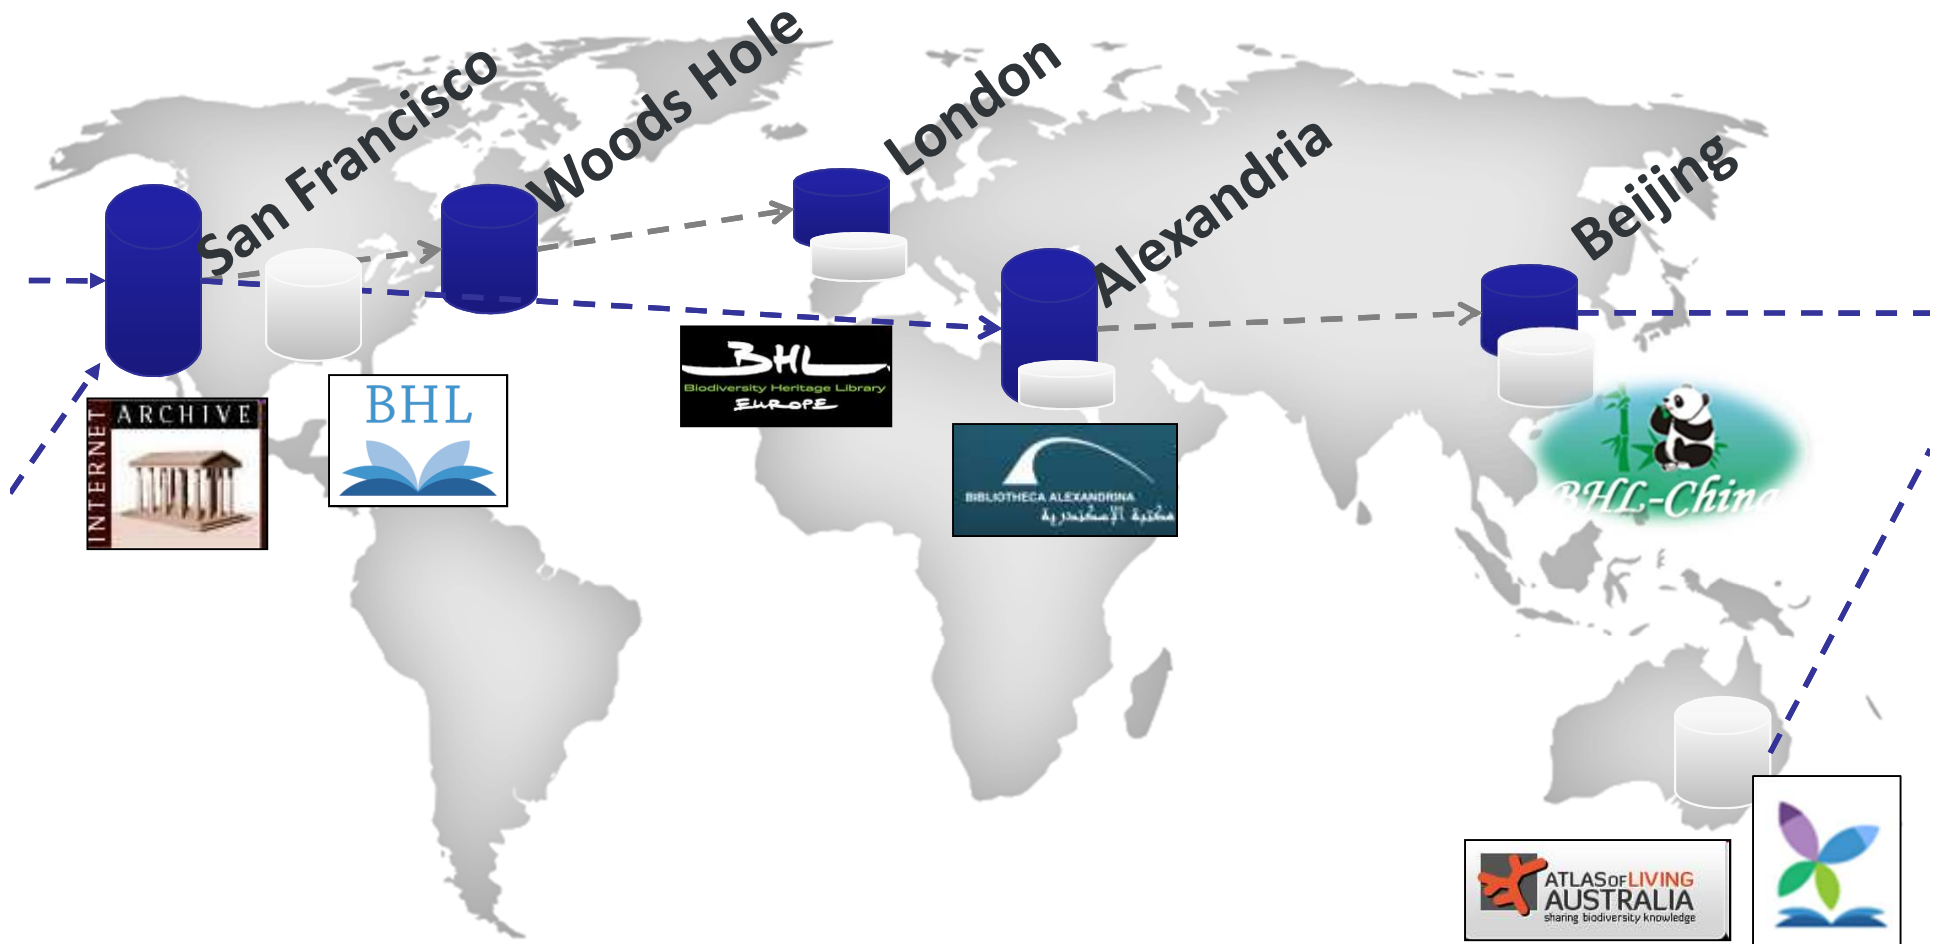 San Francisco
Woods Hole
London
Alexandria
Beijing
INTERNET
ARCHIVE
BHL
BHL
Biodiversity Heritage Library
EUROPE
BIBLIOTHECA ALEXANDRINA
مكتبة الإسكندرية
BHL-China
ATLAS OF LIVING
AUSTRALIA
sharing biodiversity knowledge